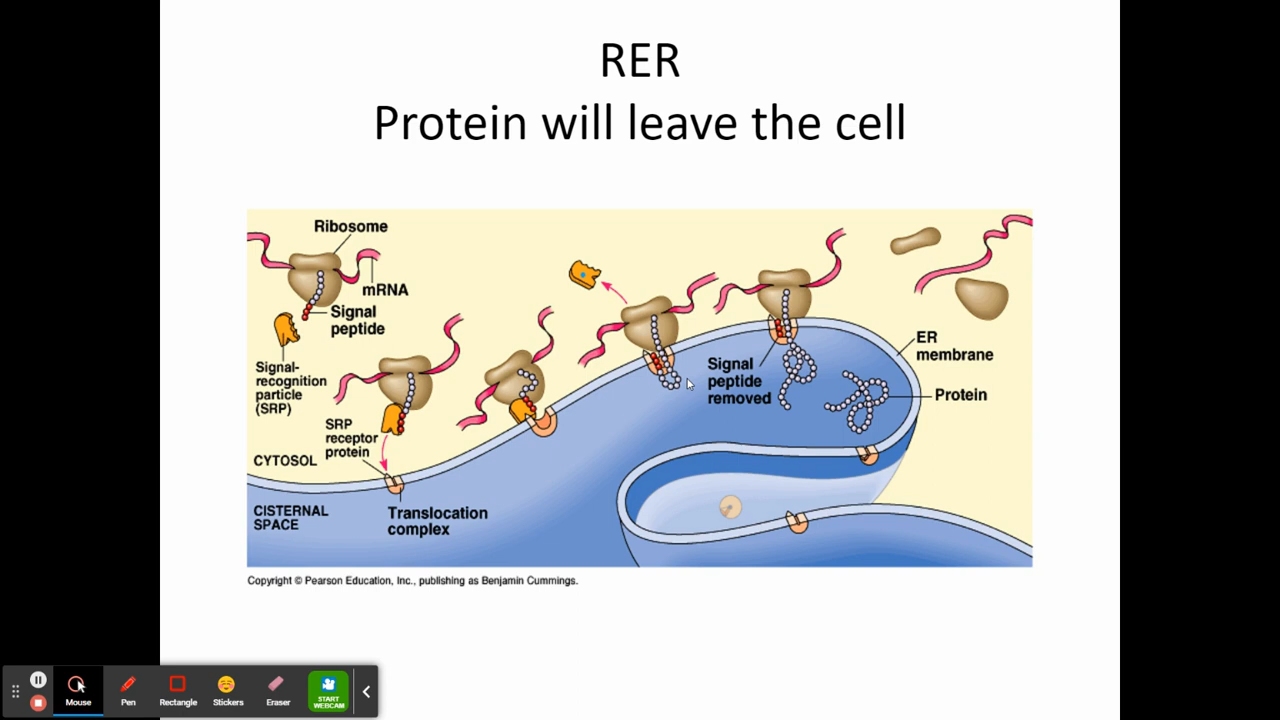 RER
Protein will leave the cell
Ribosome
mRNA
Signal
peptide
Signal-
recognition
particle
(SRP)
SRP
receptor
protein
CYTOSOL
CISTERNAL
SPACE
Translocation
complex
Signal
peptide
removed
ER
membrane
Protein
Copyright © Pearson Education, Inc., publishing as Benjamin Cummings.
Mouse
Pen
Rectangle
Stickers
Eraser
START
WEBCAM